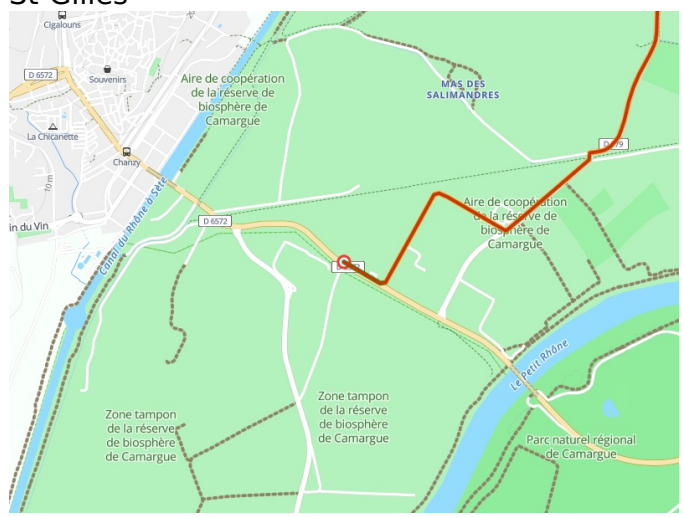 St Gilles
Cigalouns
D 6572
Souvenirs
Aire de coopération
de la réserve de
biosphère de
Camargue
MAS DES
SALIMANDRES
La Chicanette
Chanzy
10 m
in du Vin
D 6572
Canal du Rhône à Sète
Aire de coopération
de la réserve de
biosphère de
Camargue
Le Petit Rhône
Zone tampon
de la réserve
de biosphère
de Camargue
Zone tampon
de la réserve
de biosphère
de Camargue
Parc naturel régional
de Camargue